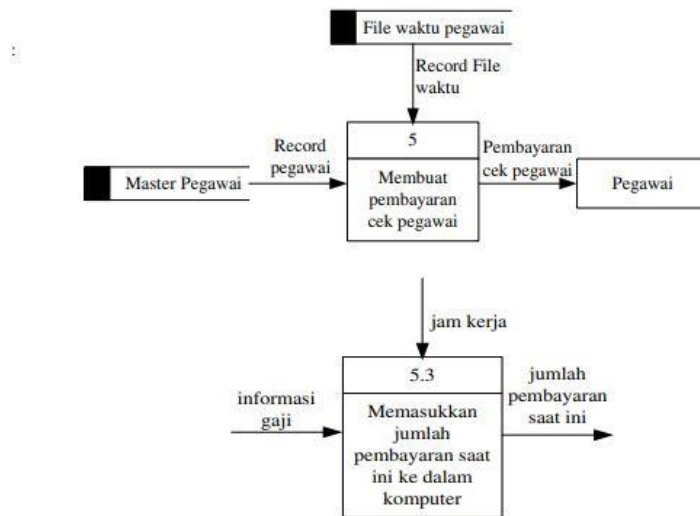 :
File waktu pegawai
Record File
waktu
5
Record
pegawai
Pembayaran
cek pegawai
Master Pegawai
Membuat
pembayaran
cek pegawai
Pegawai
jam kerja
5.3
informasi
gaji
jumlah
pembayaran
saat ini
Memasukkan
jumlah
pembayaran saat
ini ke dalam
komputer